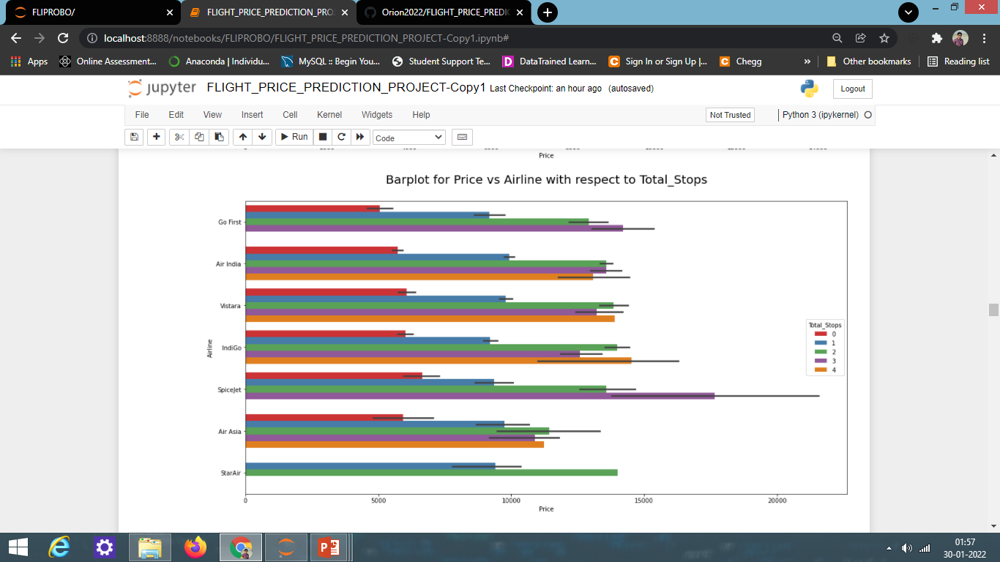 FLIPROBO/
FLIGHT_PRICE_PREDICTION_PRO
Orion2022/FLIGHT_PRICE_PREDI
localhost:8888/notebooks/FLIPROBO/FLIGHT_PRICE_PREDICTION_PROJECT-Copy1.ipynb#
Apps Online Assessment... Anaconda | Individu... MySQL :: Begin You... Student Support Te... DataTrained Learn... Sign In or Sign Up |... Chegg » Other bookmarks Reading list
jupyter FLIGHT_PRICE_PREDICTION_PROJECT-Copy1 Last Checkpoint: an hour ago (autosaved) Logout
File Edit View Insert Cell Kernel Widgets Help Not Trusted Python 3 (ipykernel)
Run Code
Price
Barplot for Price vs Airline with respect to Total_Stops
Go First
Air India
Vistara
IndiGo
SpiceJet
Air Asia
StarAir
Airline
Total_Stops
0
1
2
3
4
0 5000 10000 15000 20000
Price
01:57
30-01-2022